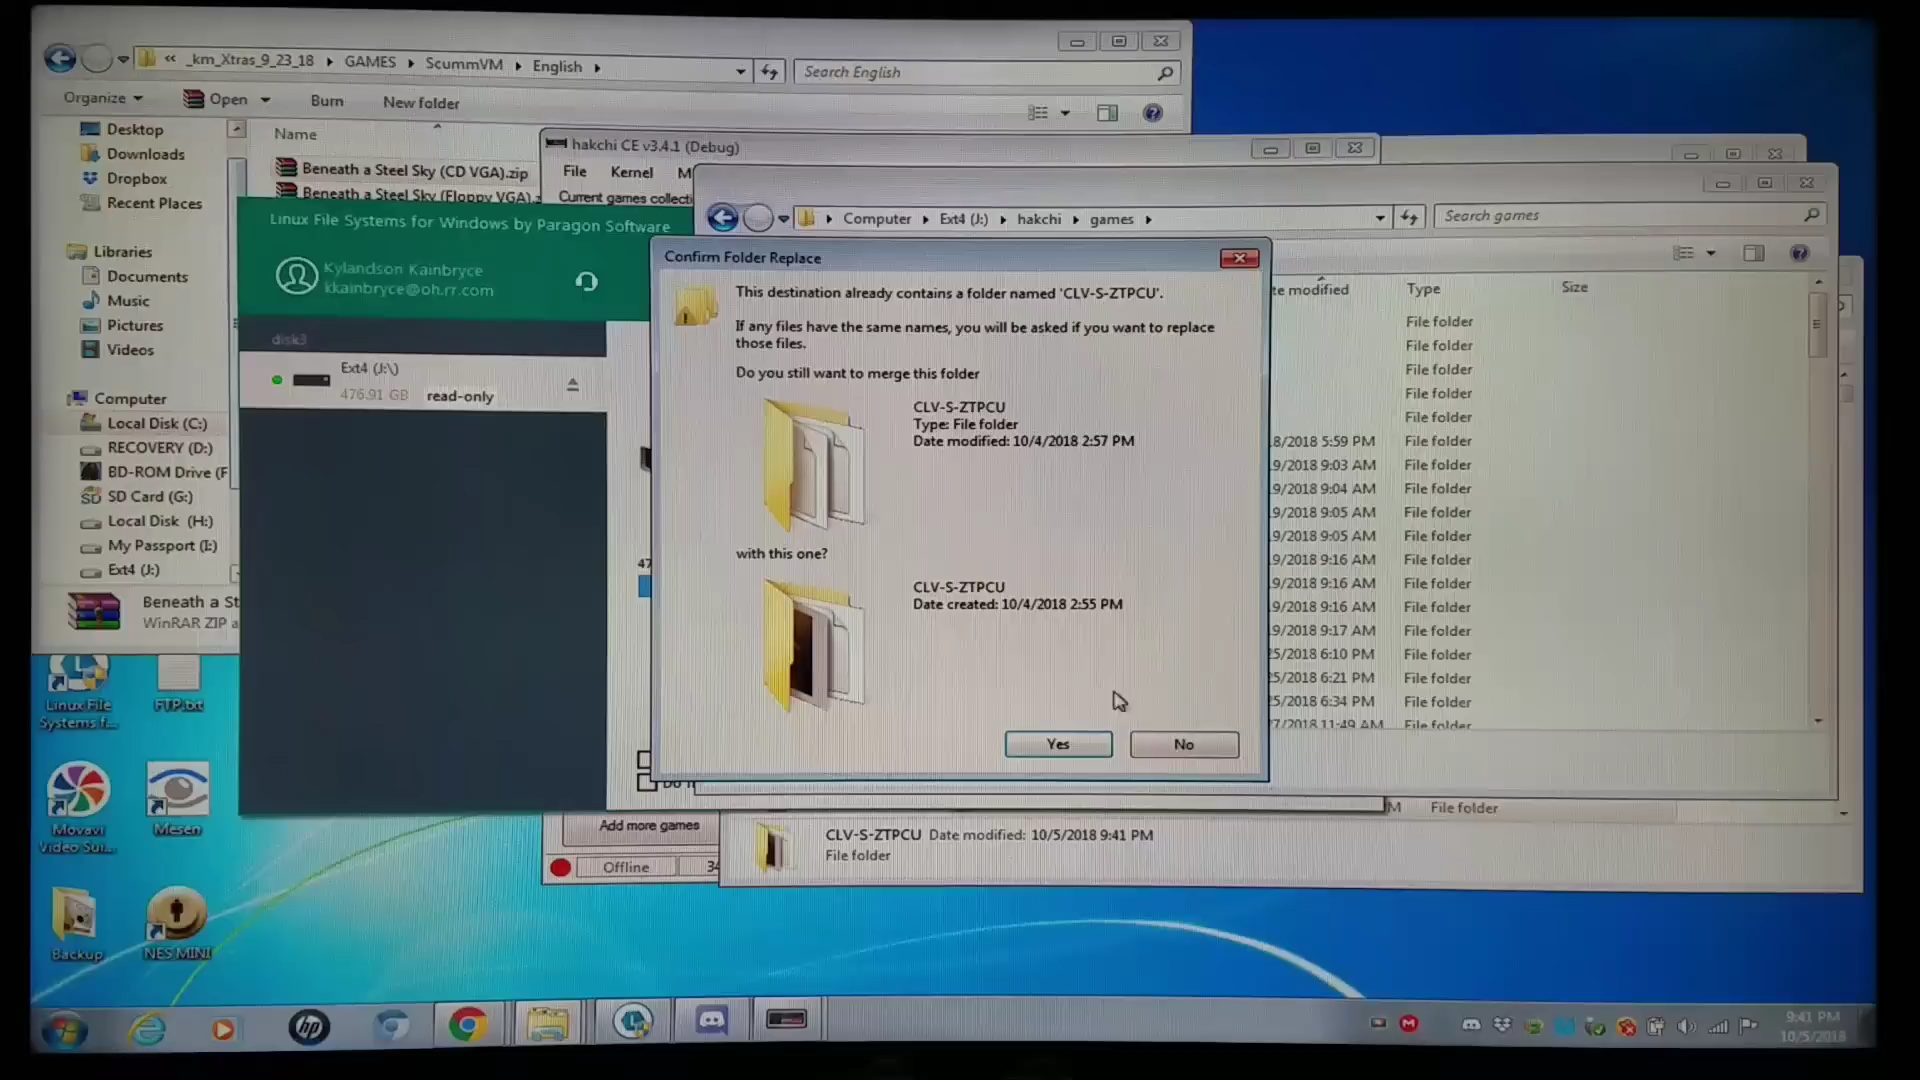 « _km_Xtras_9_23_18 GAMES ScummVM English
Search English
Organize Open Burn New folder
Desktop
Downloads
Dropbox
Recent Places
Libraries
Documents
Music
Pictures
Videos
Computer
Local Disk (C:)
RECOVERY (D:)
BD-ROM Drive (F
SD Card (G:)
Local Disk (H:)
My Passport (I:)
Ext4 (J:)
Name
Beneath a Steel Sky (CD VGA).zip
Beneath a Steel Sky (Floppy VGA).z
Beneath a St
WinRAR ZIP a
hakchi CE v3.4.1 (Debug)
File Kernel M
Current games collecti
Linux File Systems for Windows by Paragon Software
Kylandson Kainbryce
kkainbryce@oh.rr.com
disk3
Ext4 (J:\)
476.91 GB read-only
47
Computer Ext4 (J:) hakchi games
Search games
te modified Type Size
File folder
File folder
File folder
File folder
File folder
8/2018 5:59 PM File folder
9/2018 9:03 AM File folder
9/2018 9:04 AM File folder
9/2018 9:05 AM File folder
9/2018 9:05 AM File folder
9/2018 9:16 AM File folder
9/2018 9:16 AM File folder
9/2018 9:16 AM File folder
9/2018 9:17 AM File folder
5/2018 6:10 PM File folder
5/2018 6:21 PM File folder
5/2018 6:34 PM File folder
7/2018 11:49 AM File folder
Confirm Folder Replace
This destination already contains a folder named 'CLV-S-ZTPCU'.
If any files have the same names, you will be asked if you want to replace
those files.
Do you still want to merge this folder
CLV-S-ZTPCU
Type: File folder
Date modified: 10/4/2018 2:57 PM
with this one?
CLV-S-ZTPCU
Date created: 10/4/2018 2:55 PM
Yes No
M File folder
Add more games
Offline 34
CLV-S-ZTPCU Date modified: 10/5/2018 9:41 PM
File folder
Linux File
Systems f...
FTP.txt
Movavi
Video Sui...
Mesen
Backup
NES MINI
hp
9:41 PM
10/5/2018